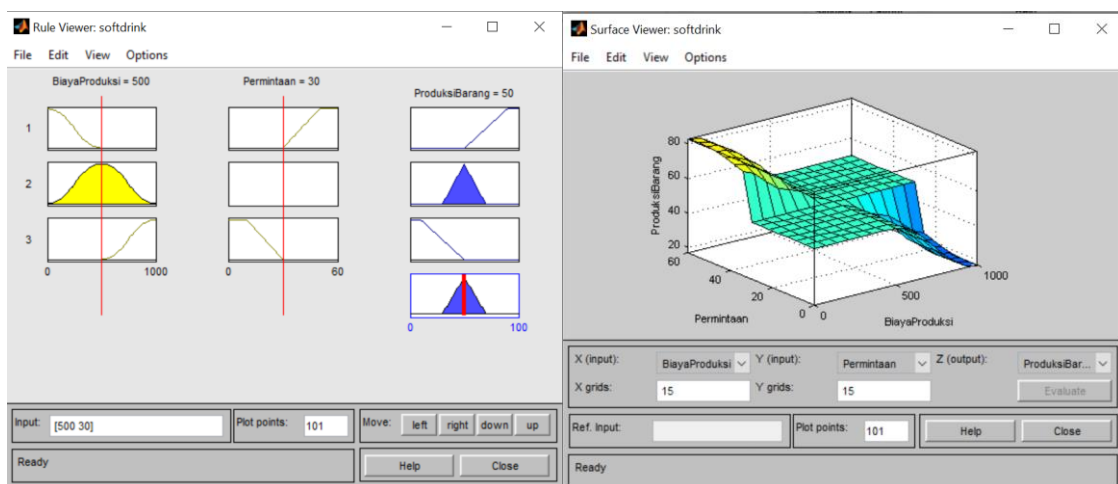 Rule Viewer: softdrink
File Edit View Options
BiayaProduksi = 500
Permintaan = 30
ProduksiBarang = 50
1
2
3
0 1000
0 60
0 100
Input: [500 30]
Plot points: 101
Move: left right down up
Ready
Help Close
Surface Viewer: softdrink
File Edit View Options
80
60
40
20
ProduksiBarang
60
40
20
0
Permintaan
0
500
1000
BiayaProduksi
X (input): BiayaProduksi Y (input): Permintaan Z (output): ProduksiBar...
X grids: 15 Y grids: 15 Evaluate
Ref. Input: Plot points: 101 Help Close
Ready